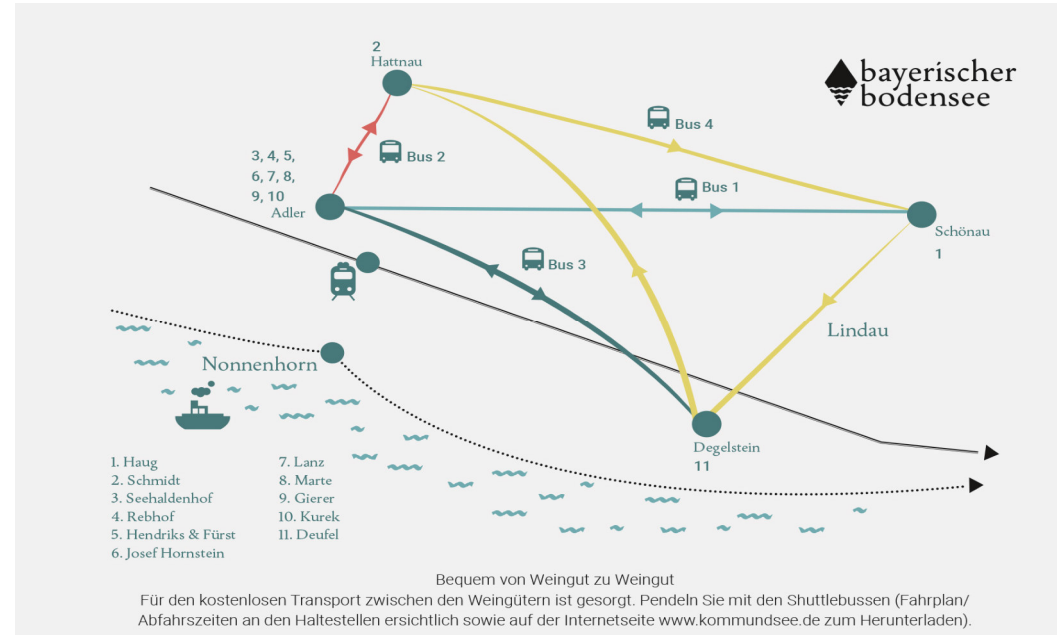 2
Hattnau
bayerischer
bodensee
Bus 4
3, 4, 5,
6, 7, 8,
9, 10
Adler
Bus 2
Bus 1
Schönau
1
Bus 3
Lindau
Nonnenhorn
Degelstein
11
1. Haug
2. Schmidt
3. Seehaldenhof
4. Rebhof
5. Hendriks & Fürst
6. Josef Hornstein
7. Lanz
8. Marte
9. Gierer
10. Kurek
11. Deufel
Bequem von Weingut zu Weingut
Für den kostenlosen Transport zwischen den Weingütern ist gesorgt. Pendeln Sie mit den Shuttlebussen (Fahrplan/
Abfahrszeiten an den Haltestellen ersichtlich sowie auf der Internetseite www.kommundsee.de zum Herunterladen).